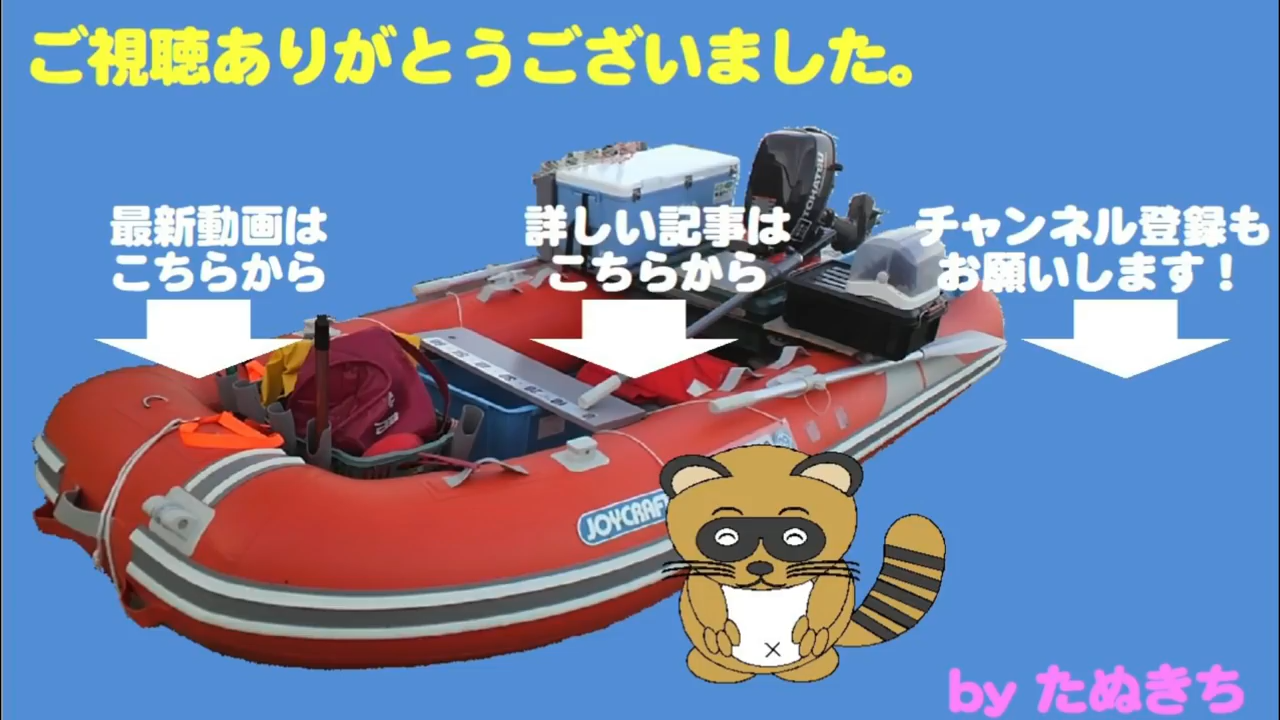 ご視聴ありがとうございました。
最新動画は
こちらから
詳しい記事は
こちらから
チャンネル登録も
お願いします！
TOHATSU
JOYCRAF
by たぬきち